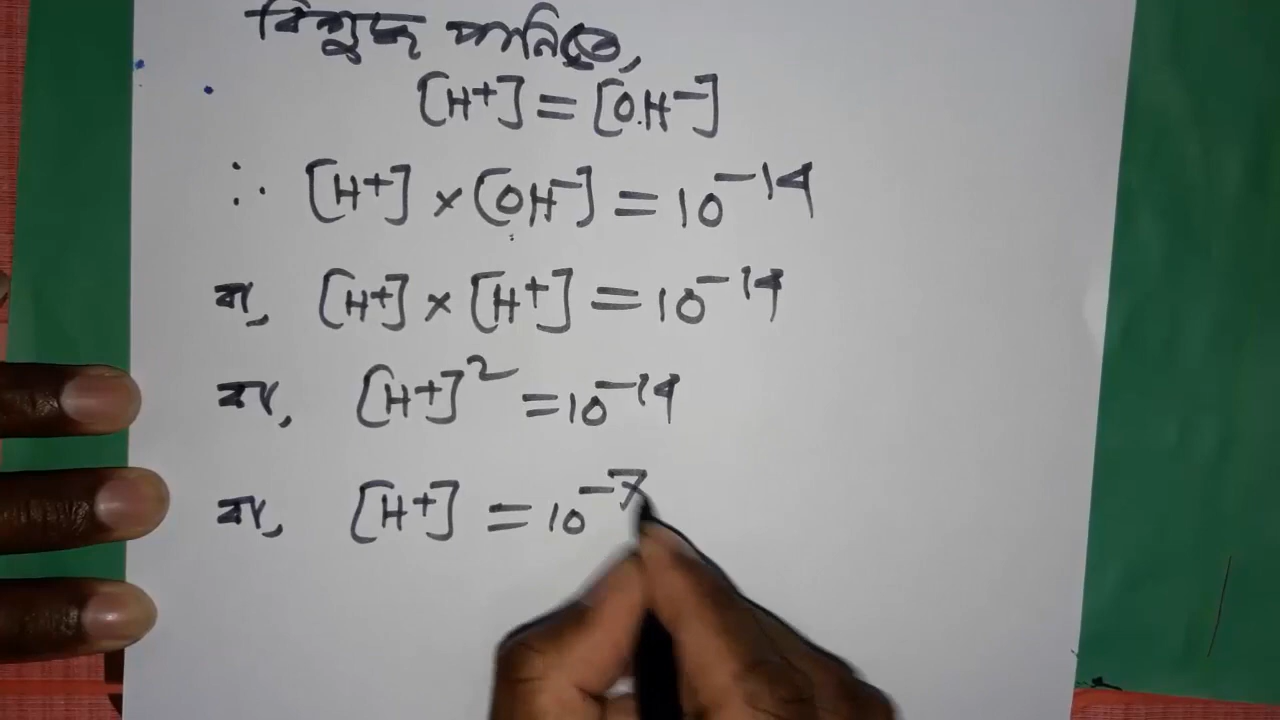 বিশুদ্ধ পানিতে,
[H⁺] = [OH⁻]
∴ [H⁺] × [OH⁻] = 10⁻¹⁴
বা, [H⁺] × [H⁺] = 10⁻¹⁴
বা, [H⁺]² = 10⁻¹⁴
বা, [H⁺] = 10⁻⁷